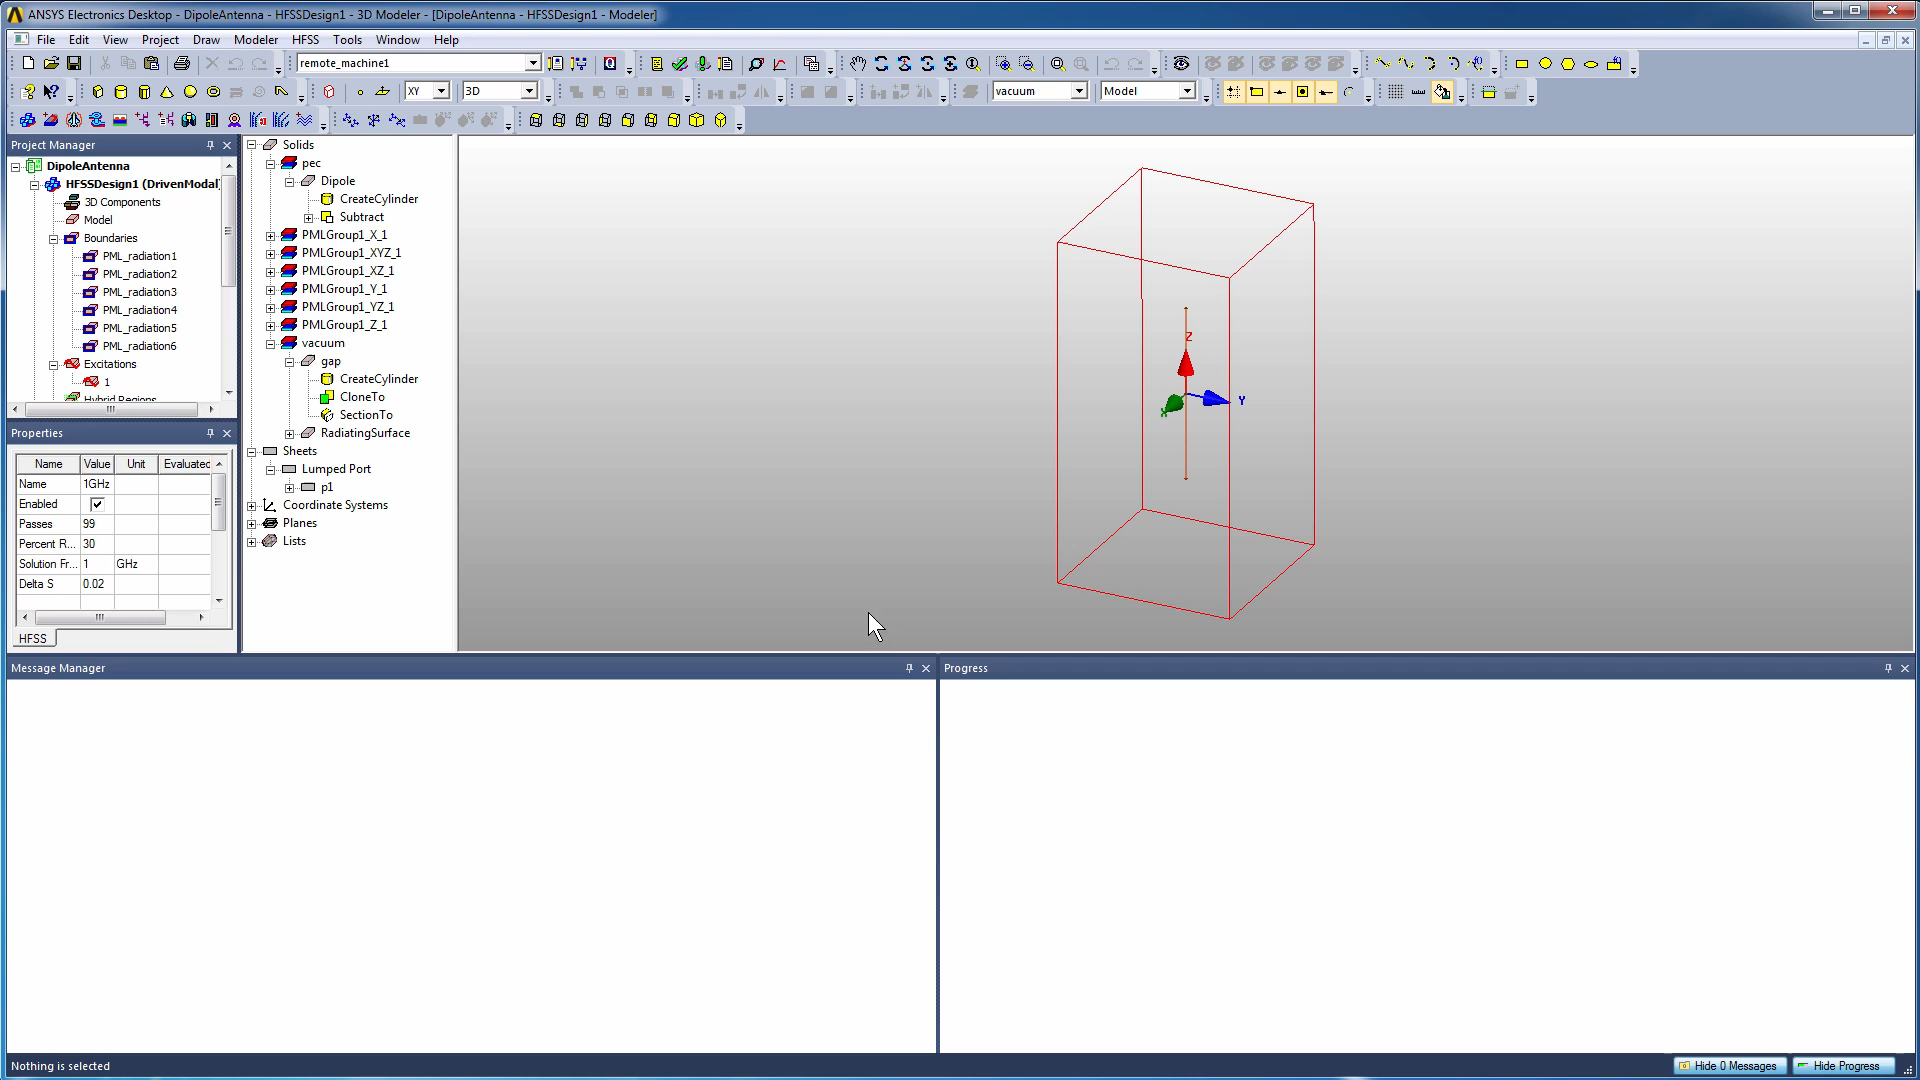 ANSYS Electronics Desktop - DipoleAntenna - HFSSDesign1 - 3D Modeler - [DipoleAntenna - HFSSDesign1 - Modeler]
File Edit View Project Draw Modeler HFSS Tools Window Help
remote_machine1
XY 3D vacuum Model
Project Manager
DipoleAntenna
HFSSDesign1 (DrivenModal)
3D Components
Model
Boundaries
PML_radiation1
PML_radiation2
PML_radiation3
PML_radiation4
PML_radiation5
PML_radiation6
Excitations
1
Hybrid Regions
Properties
Name Value Unit Evaluated
Name 1GHz
Enabled
Passes 99
Percent R... 30
Solution Fr... 1 GHz
Delta S 0.02
HFSS
Solids
pec
Dipole
CreateCylinder
Subtract
PMLGroup1_X_1
PMLGroup1_XYZ_1
PMLGroup1_XZ_1
PMLGroup1_Y_1
PMLGroup1_YZ_1
PMLGroup1_Z_1
vacuum
gap
CreateCylinder
CloneTo
SectionTo
RadiatingSurface
Sheets
Lumped Port
p1
Coordinate Systems
Planes
Lists
Z
Y
X
Message Manager
Progress
Nothing is selected
Hide 0 Messages
Hide Progress